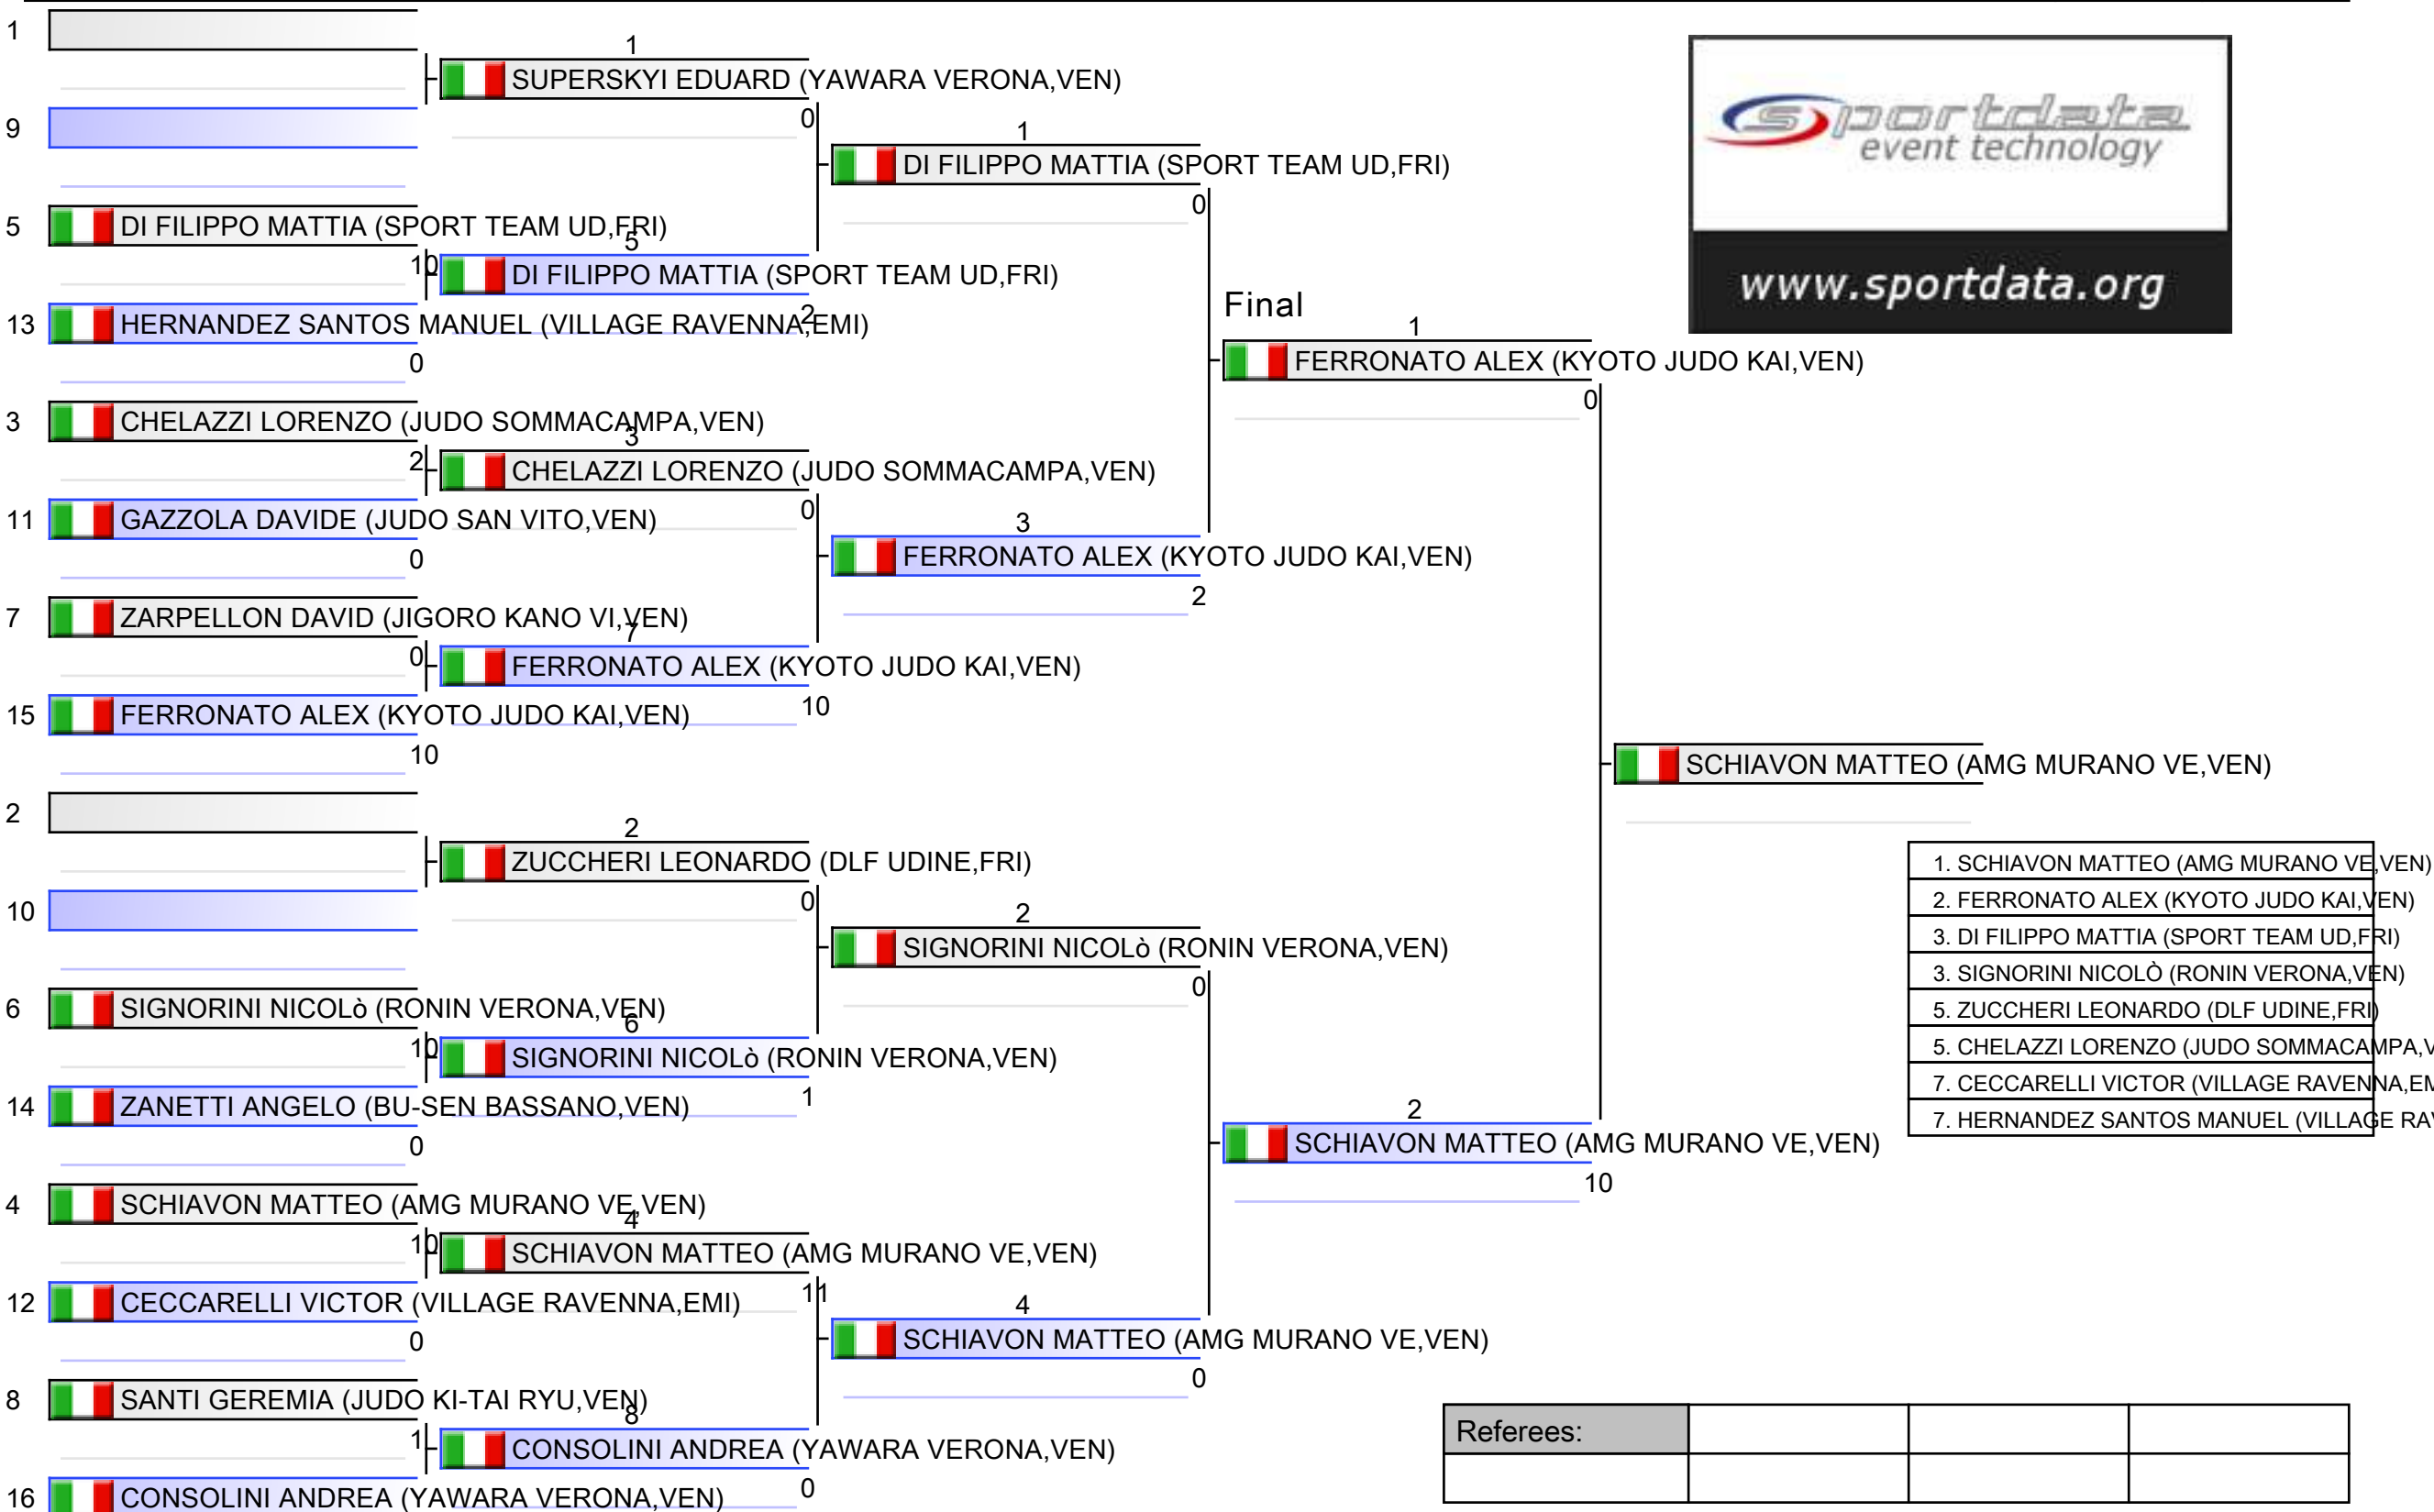 1
1
SUPERSKYI EDUARD (YAWARA VERONA,VEN)
0
9
1
DI FILIPPO MATTIA (SPORT TEAM UD,FRI)
0
5 DI FILIPPO MATTIA (SPORT TEAM UD,FRI)
5
10
DI FILIPPO MATTIA (SPORT TEAM UD,FRI)
2
13 HERNANDEZ SANTOS MANUEL (VILLAGE RAVENNA,EMI)
0
sportdata
event technology
www.sportdata.org
Final
1
FERRONATO ALEX (KYOTO JUDO KAI,VEN)
0
3 CHELAZZI LORENZO (JUDO SOMMACAMPA,VEN)
3
2
CHELAZZI LORENZO (JUDO SOMMACAMPA,VEN)
0
11 GAZZOLA DAVIDE (JUDO SAN VITO,VEN)
0
3
FERRONATO ALEX (KYOTO JUDO KAI,VEN)
2
7 ZARPELLON DAVID (JIGORO KANO VI,VEN)
7
0
FERRONATO ALEX (KYOTO JUDO KAI,VEN)
10
15 FERRONATO ALEX (KYOTO JUDO KAI,VEN)
10
SCHIAVON MATTEO (AMG MURANO VE,VEN)
2
2
ZUCCHERI LEONARDO (DLF UDINE,FRI)
0
10
2
SIGNORINI NICOLò (RONIN VERONA,VEN)
0
6 SIGNORINI NICOLò (RONIN VERONA,VEN)
6
10
SIGNORINI NICOLò (RONIN VERONA,VEN)
1
14 ZANETTI ANGELO (BU-SEN BASSANO,VEN)
0
2
SCHIAVON MATTEO (AMG MURANO VE,VEN)
10
1. SCHIAVON MATTEO (AMG MURANO VE,VEN)
2. FERRONATO ALEX (KYOTO JUDO KAI,VEN)
3. DI FILIPPO MATTIA (SPORT TEAM UD,FRI)
3. SIGNORINI NICOLÒ (RONIN VERONA,VEN)
5. ZUCCHERI LEONARDO (DLF UDINE,FRI)
5. CHELAZZI LORENZO (JUDO SOMMACAMPA,V
7. CECCARELLI VICTOR (VILLAGE RAVENNA,EM
7. HERNANDEZ SANTOS MANUEL (VILLAGE RAV
4 SCHIAVON MATTEO (AMG MURANO VE,VEN)
4
10
SCHIAVON MATTEO (AMG MURANO VE,VEN)
11
12 CECCARELLI VICTOR (VILLAGE RAVENNA,EMI)
0
4
SCHIAVON MATTEO (AMG MURANO VE,VEN)
0
8 SANTI GEREMIA (JUDO KI-TAI RYU,VEN)
8
1
CONSOLINI ANDREA (YAWARA VERONA,VEN)
0
16 CONSOLINI ANDREA (YAWARA VERONA,VEN)
Referees: